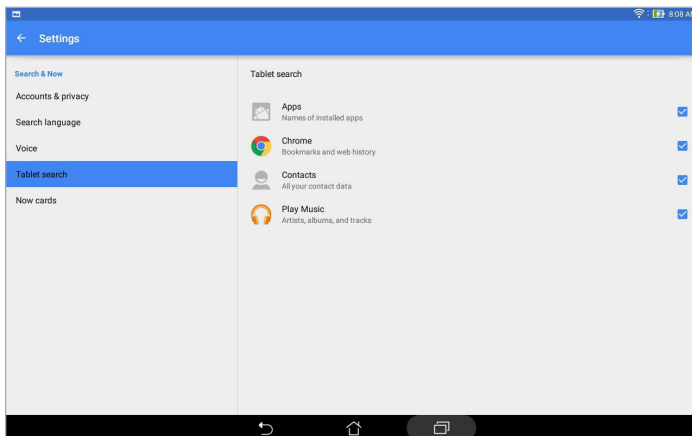 8:08 AM
Settings
Search & Now
Accounts & privacy
Search language
Voice
Tablet search
Now cards
Tablet search
Apps
Names of installed apps
Chrome
Bookmarks and web history
Contacts
All your contact data
Play Music
Artists, albums, and tracks